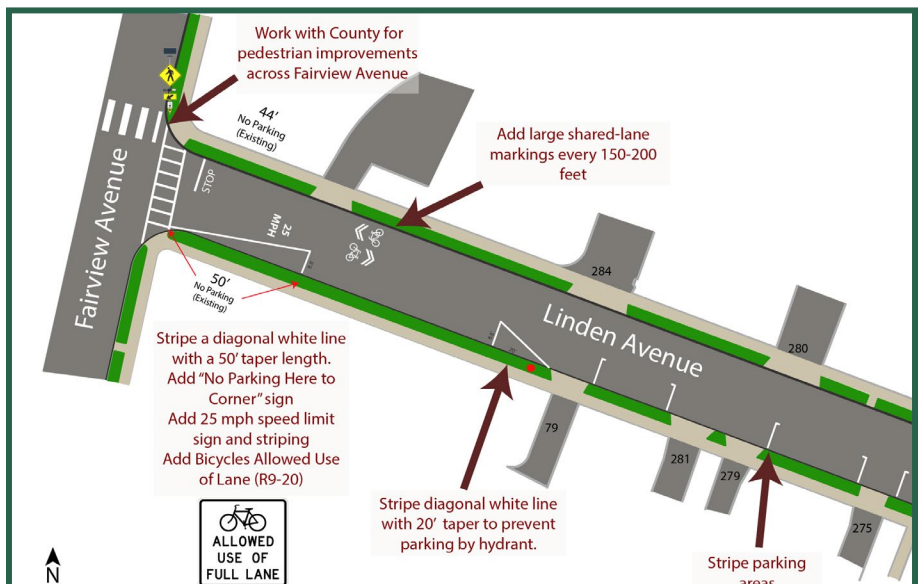 Work with County for
pedestrian improvements
across Fairview Avenue
44'
No Parking
(Existing)
Add large shared-lane
markings every 150-200
feet
STOP
25
MPH
Fairview Avenue
50'
No Parking
(Existing)
284
Linden Avenue
280
Stripe a diagonal white line
with a 50' taper length.
Add "No Parking Here to
Corner" sign
Add 25 mph speed limit
sign and striping
Add Bicycles Allowed Use
of Lane (R9-20)
79
281
279
275
Stripe diagonal white line
with 20' taper to prevent
parking by hydrant.
ALLOWED
USE OF
FULL LANE
Stripe parking
areas
N